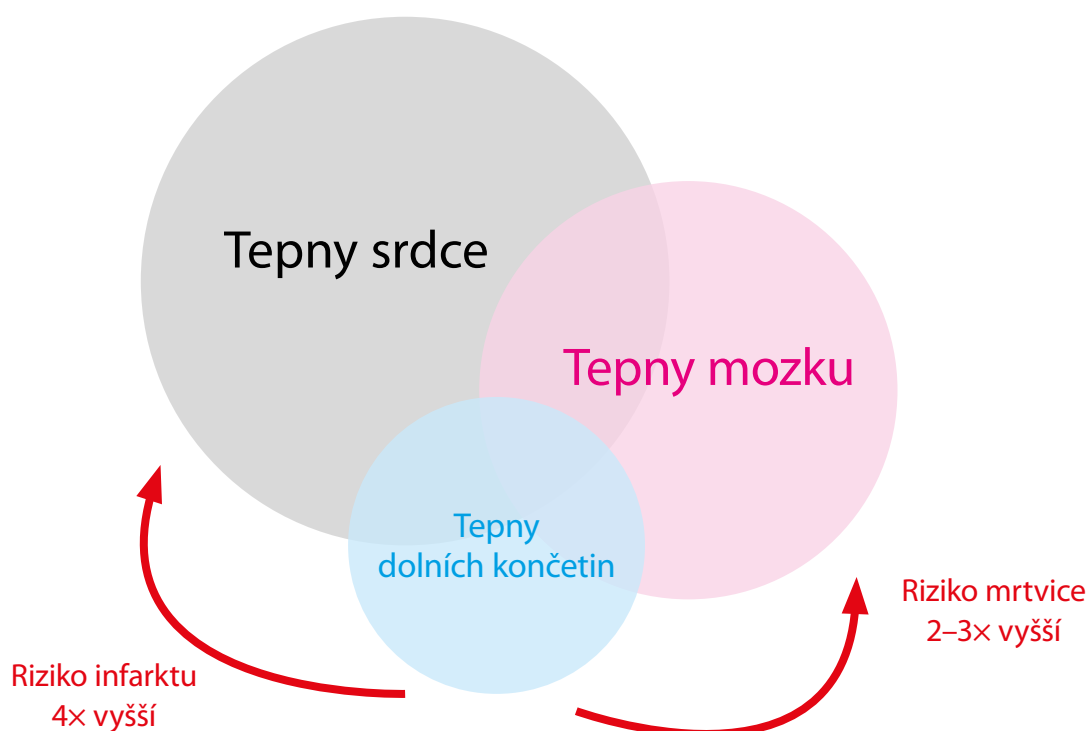 Tepny srdce
Tepny mozku
Tepny
dolních končetin
Riziko mrtvice
2–3× vyšší
Riziko infarktu
4× vyšší